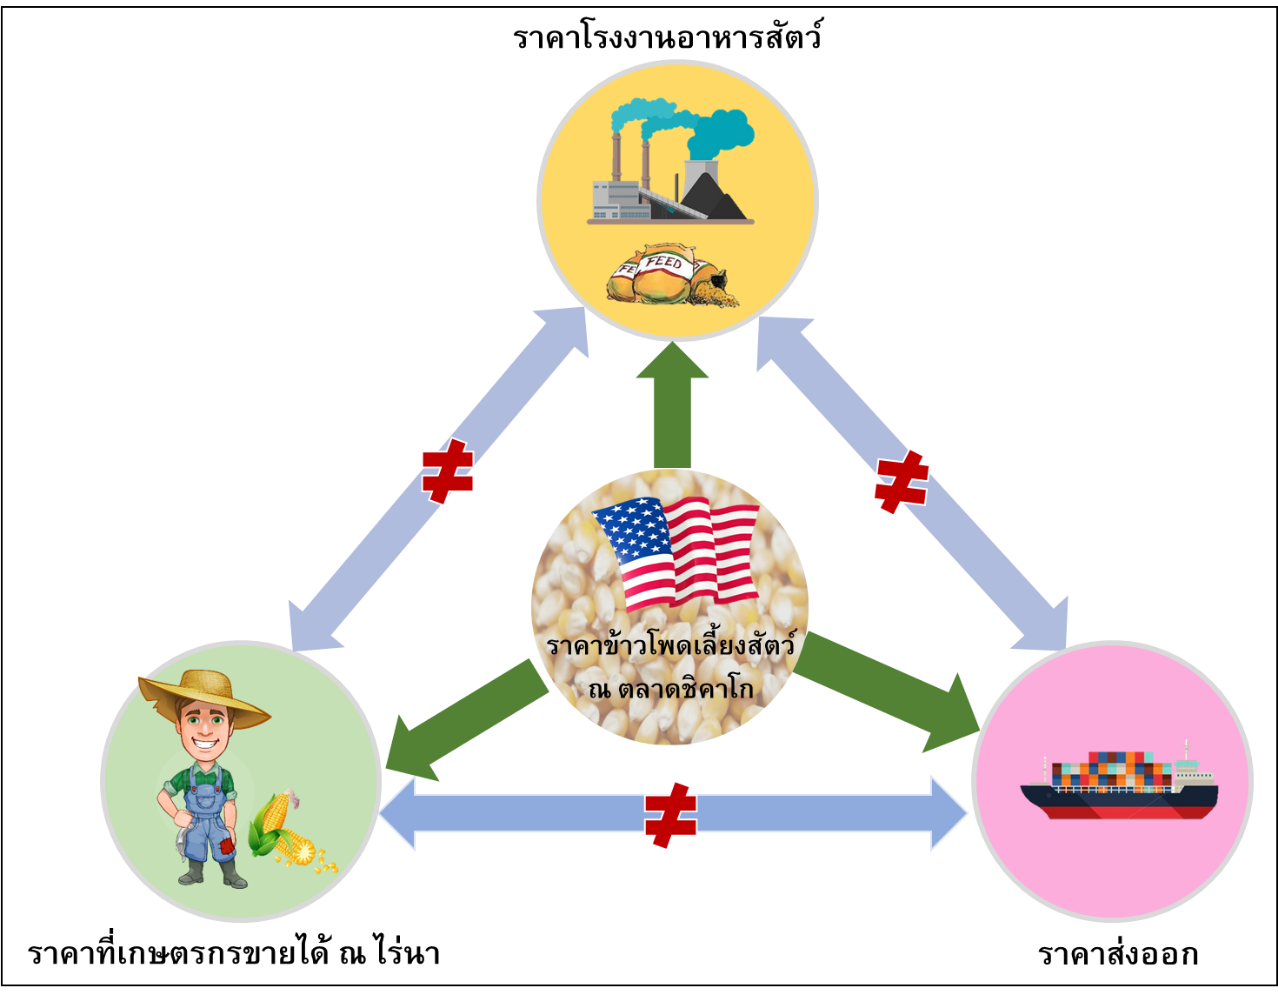 ราคาโรงงานอาหารสัตว์
FE
FEED
ราคาข้าวโพดเลี้ยงสัตว์
ณ ตลาดชิคาโก
ราคาที่เกษตรกรขายได้ ณ ไร่นา
ราคาส่งออก